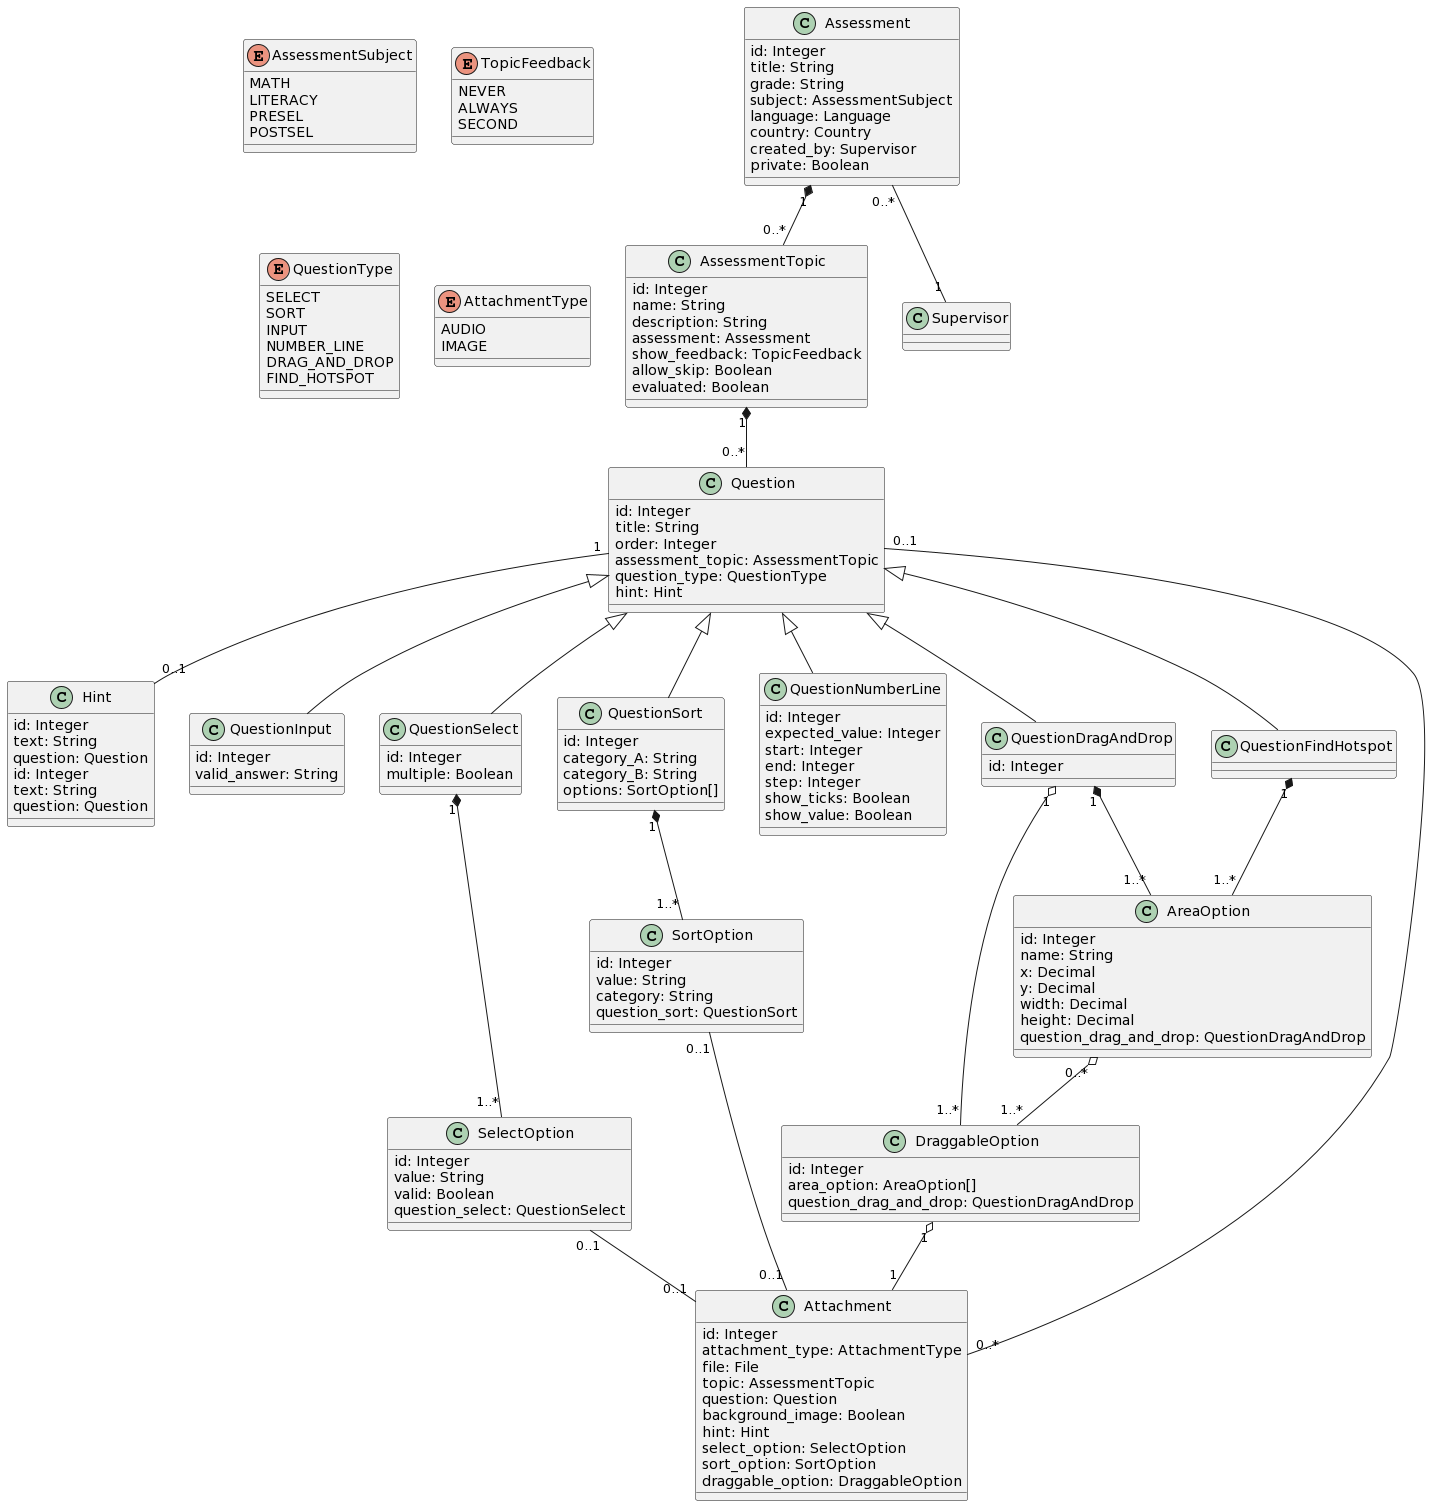 C Assessment
id: Integer
title: String
grade: String
subject: AssessmentSubject
language: Language
country: Country
created_by: Supervisor
private: Boolean
E AssessmentSubject
MATH
LITERACY
PRESEL
POSTSEL
E TopicFeedback
NEVER
ALWAYS
SECOND
1
0..*
0..*
1
E QuestionType
SELECT
SORT
INPUT
NUMBER_LINE
DRAG_AND_DROP
FIND_HOTSPOT
E AttachmentType
AUDIO
IMAGE
C AssessmentTopic
id: Integer
name: String
description: String
assessment: Assessment
show_feedback: TopicFeedback
allow_skip: Boolean
evaluated: Boolean
C Supervisor
1
0..*
C Question
id: Integer
title: String
order: Integer
assessment_topic: AssessmentTopic
question_type: QuestionType
hint: Hint
1
0..1
0..1
C Hint
id: Integer
text: String
question: Question
id: Integer
text: String
question: Question
C QuestionInput
id: Integer
valid_answer: String
C QuestionSelect
id: Integer
multiple: Boolean
C QuestionSort
id: Integer
category_A: String
category_B: String
options: SortOption[]
C QuestionNumberLine
id: Integer
expected_value: Integer
start: Integer
end: Integer
step: Integer
show_ticks: Boolean
show_value: Boolean
C QuestionDragAndDrop
id: Integer
C QuestionFindHotspot
1
1
1
1
1
1..*
1..*
1..*
C SortOption
id: Integer
value: String
category: String
question_sort: QuestionSort
C AreaOption
id: Integer
name: String
x: Decimal
y: Decimal
width: Decimal
height: Decimal
question_drag_and_drop: QuestionDragAndDrop
0..1
0..*
1..*
1..*
1..*
C SelectOption
id: Integer
value: String
valid: Boolean
question_select: QuestionSelect
C DraggableOption
id: Integer
area_option: AreaOption[]
question_drag_and_drop: QuestionDragAndDrop
0..1
1
0..1
0..1
1
0..*
C Attachment
id: Integer
attachment_type: AttachmentType
file: File
topic: AssessmentTopic
question: Question
background_image: Boolean
hint: Hint
select_option: SelectOption
sort_option: SortOption
draggable_option: DraggableOption